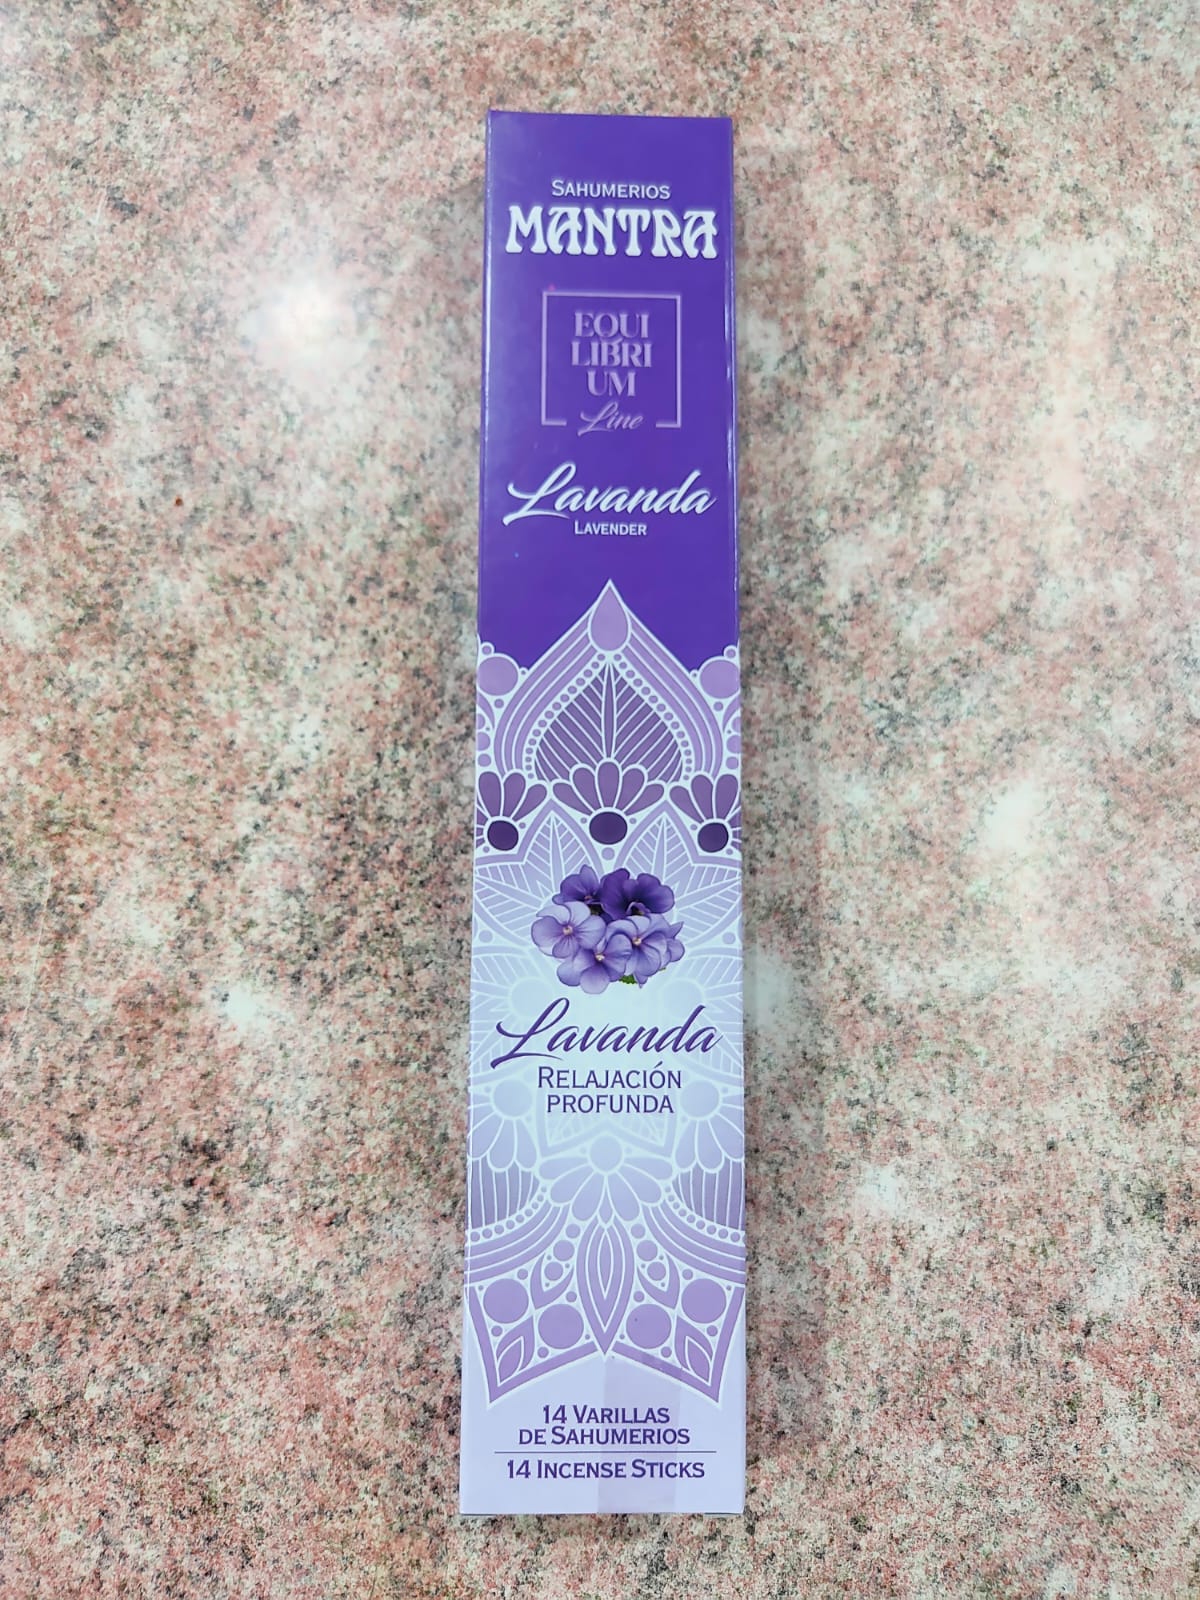 SAHUMERIOS
MANTRA
EQUI
LIBRI
UM
Line
Lavanda
LAVENDER
Lavanda
RELAJACIÓN
PROFUNDA
14 VARILLAS
DE SAHUMERIOS
14 INCENSE STICKS